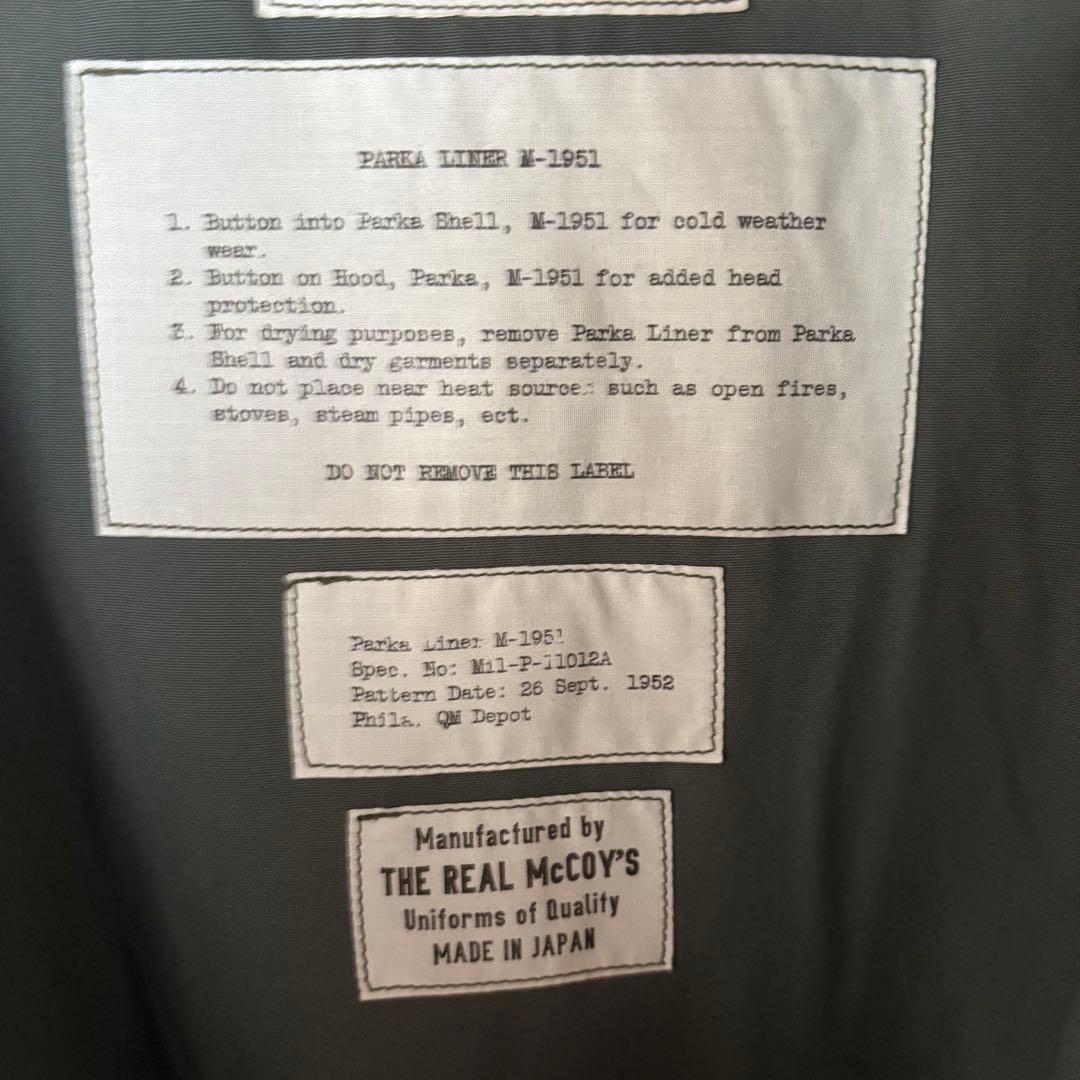 PARKA LINER M-1951
1. Button into Parka Shell, M-1951 for cold weather
wear.
2. Button on Hood, Parka, M-1951 for added head
protection.
3. For drying purposes, remove Parka Liner from Parka
Shell and dry garments separately.
4. Do not place near heat sources such as open fires,
stoves, steam pipes, ect.
DO NOT REMOVE THIS LABEL
Parka Liner M-1951
Spec. No: Mil-P-11012A
Pattern Date: 26 Sept. 1952
Phila. QM Depot
Manufactured by
THE REAL McCOY'S
Uniforms of Quality
MADE IN JAPAN